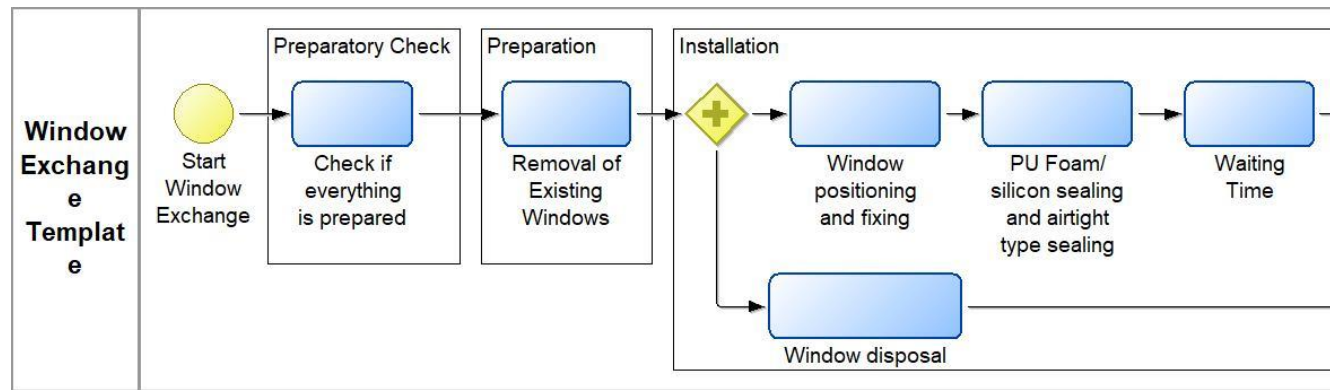 Window
Exchang
e
Templat
e
Start
Window
Exchange
Preparatory Check
Check if
everything
is prepared
Preparation
Removal of
Existing
Windows
Installation
Window
positioning
and fixing
PU Foam/
silicon sealing
and airtight
type sealing
Waiting
Time
Window disposal